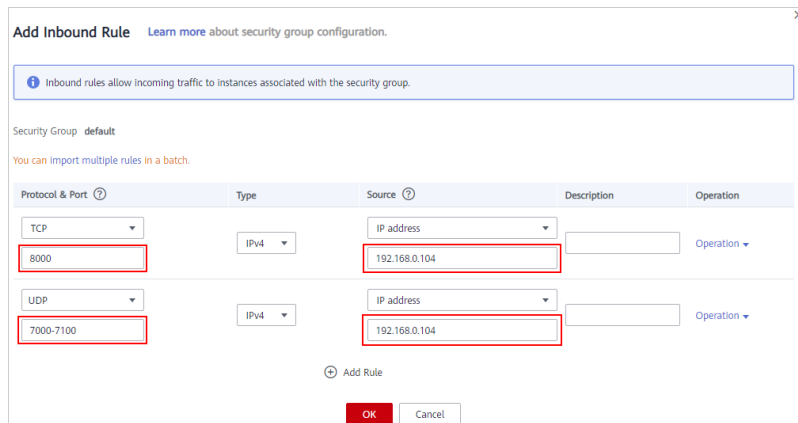 Add Inbound Rule Learn more about security group configuration.
Inbound rules allow incoming traffic to instances associated with the security group.
Security Group default
You can import multiple rules in a batch.
Protocol & Port Type Source Description Operation
TCP IP address
IPv4 Operation
8000 192.168.0.104
UDP IP address
IPv4 Operation
7000-7100 192.168.0.104
Add Rule
OK Cancel